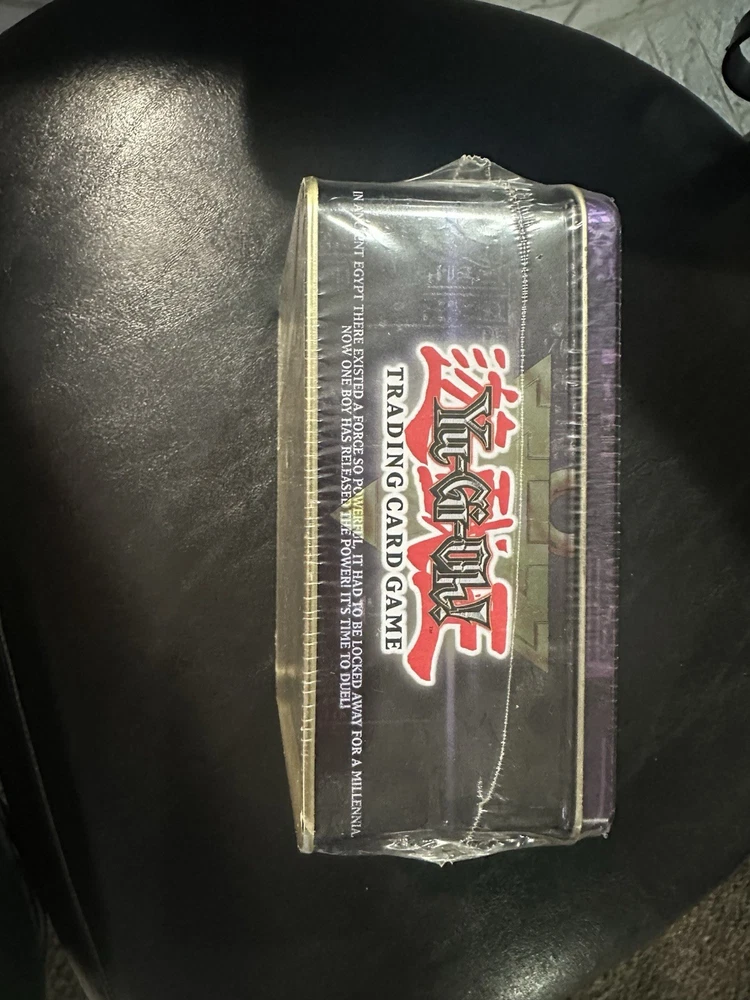 Yu-Gi-Oh!
TRADING CARD GAME
IN ANCIENT EGYPT THERE EXISTED A FORCE SO POWERFUL, IT HAD TO BE LOCKED AWAY FOR A MILLENNIA.
NOW ONE BOY HAS RELEASED THE POWER! IT'S TIME TO DUEL!